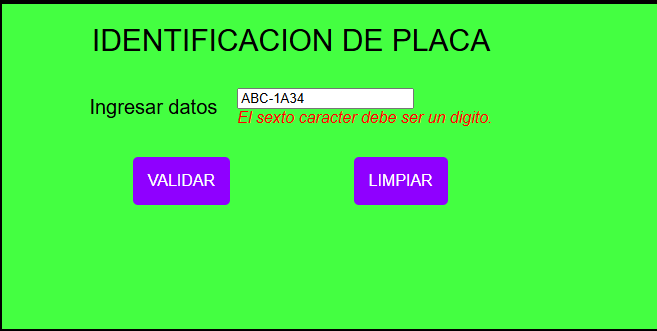 IDENTIFICACION DE PLACA
Ingresar datos
ABC-1A34
El sexto caracter debe ser un digito.
VALIDAR
LIMPIAR